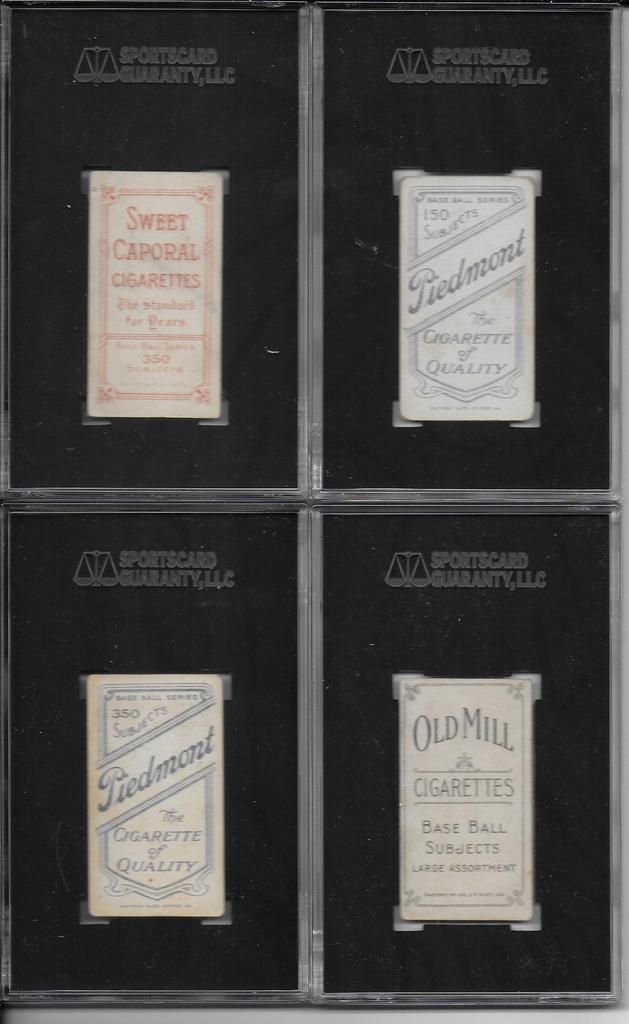 SPORTSCARD
GUARANTY, LLC
SWEET
CAPORAL
CIGARETTES
The Standard
for Years
BASE BALL SERIES
350
SUBJECTS
SPORTSCARD
GUARANTY, LLC
BASE BALL SERIES
150
SUBJECTS
Piedmont
The
CIGARETTE
of
QUALITY
SPORTSCARD
GUARANTY, LLC
BASE BALL SERIES
350
SUBJECTS
Piedmont
The
CIGARETTE
of
QUALITY
SPORTSCARD
GUARANTY, LLC
OLD MILL
CIGARETTES
BASE BALL
SUBJECTS
LARGE ASSORTMENT